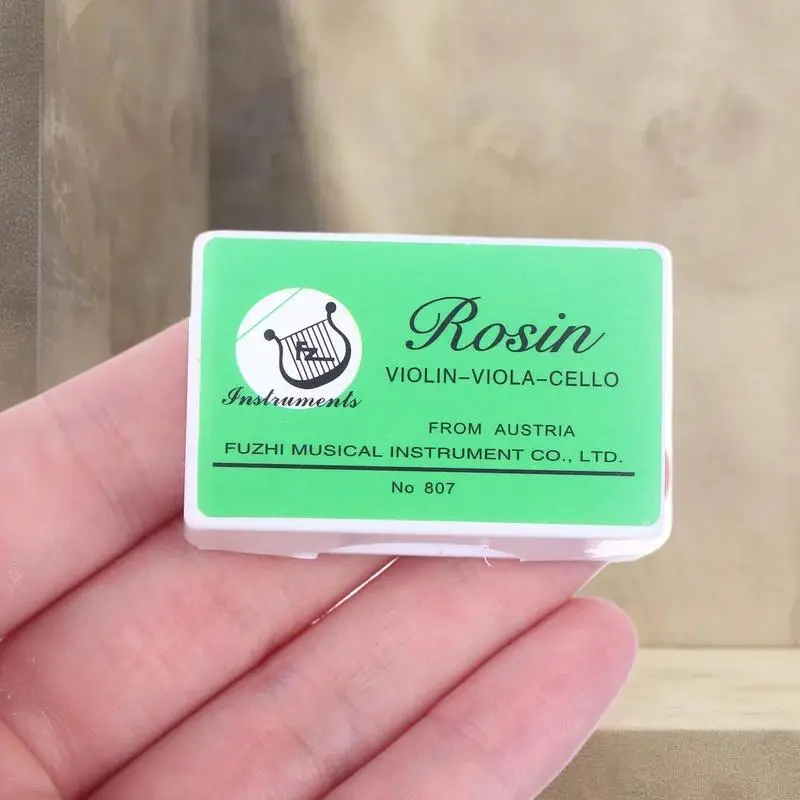 Rosin
VIOLIN-VIOLA-CELLO
FZ
Instruments
FROM AUSTRIA
FUZHI MUSICAL INSTRUMENT CO., LTD.
No 807